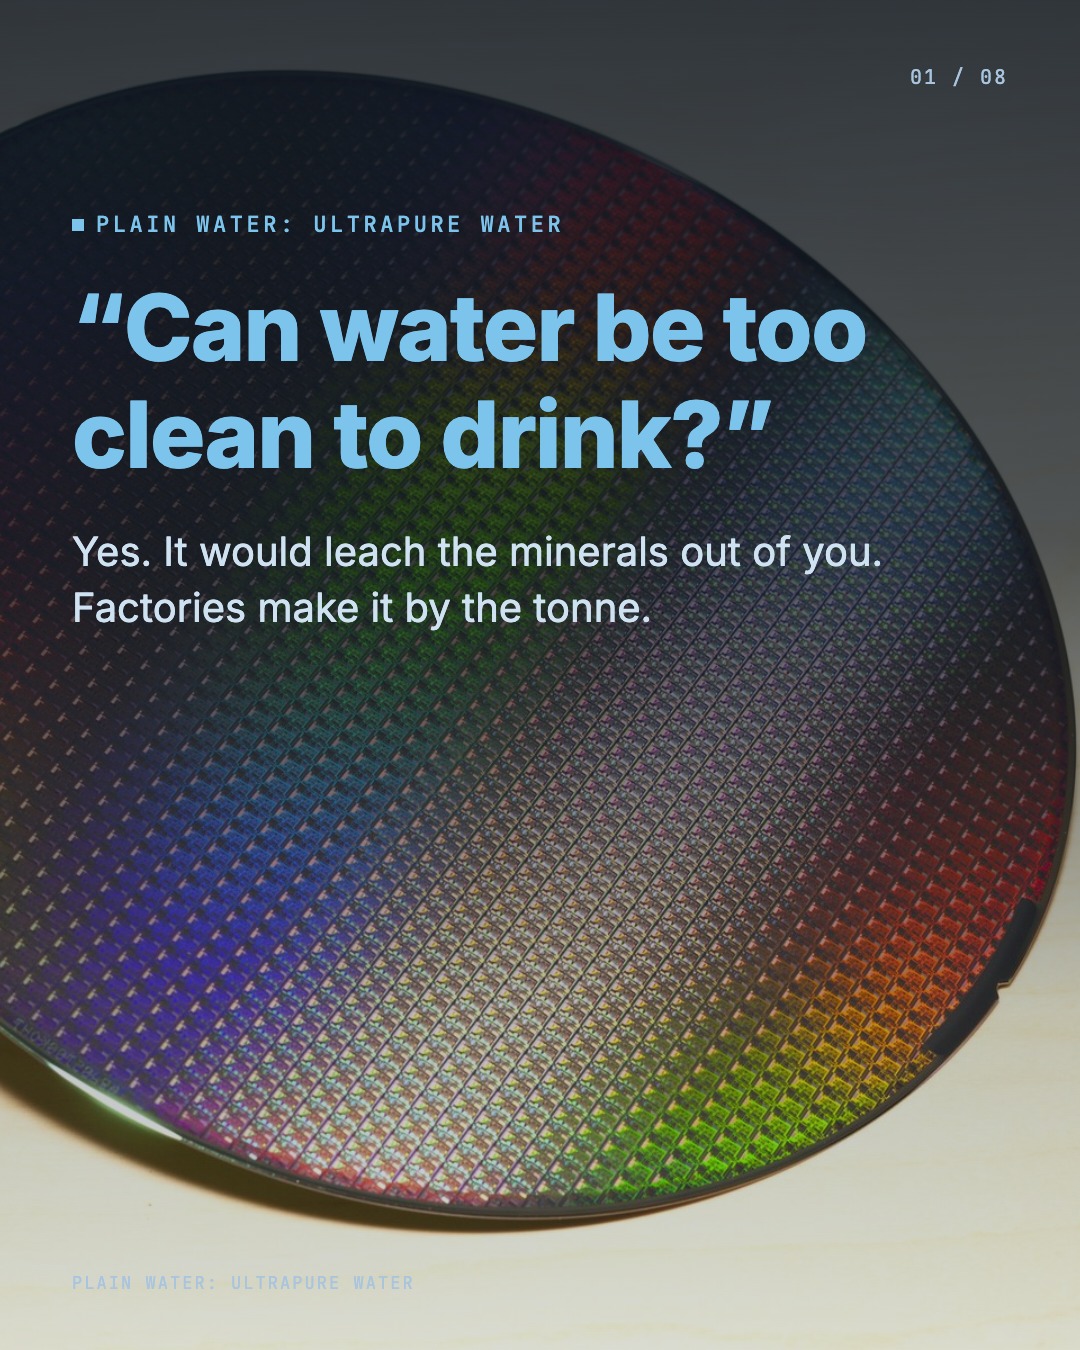 01 / 08
PLAIN WATER: ULTRAPURE WATER
“Can water be too
clean to drink?”
Yes. It would leach the minerals out of you.
Factories make it by the tonne.
PLAIN WATER: ULTRAPURE WATER